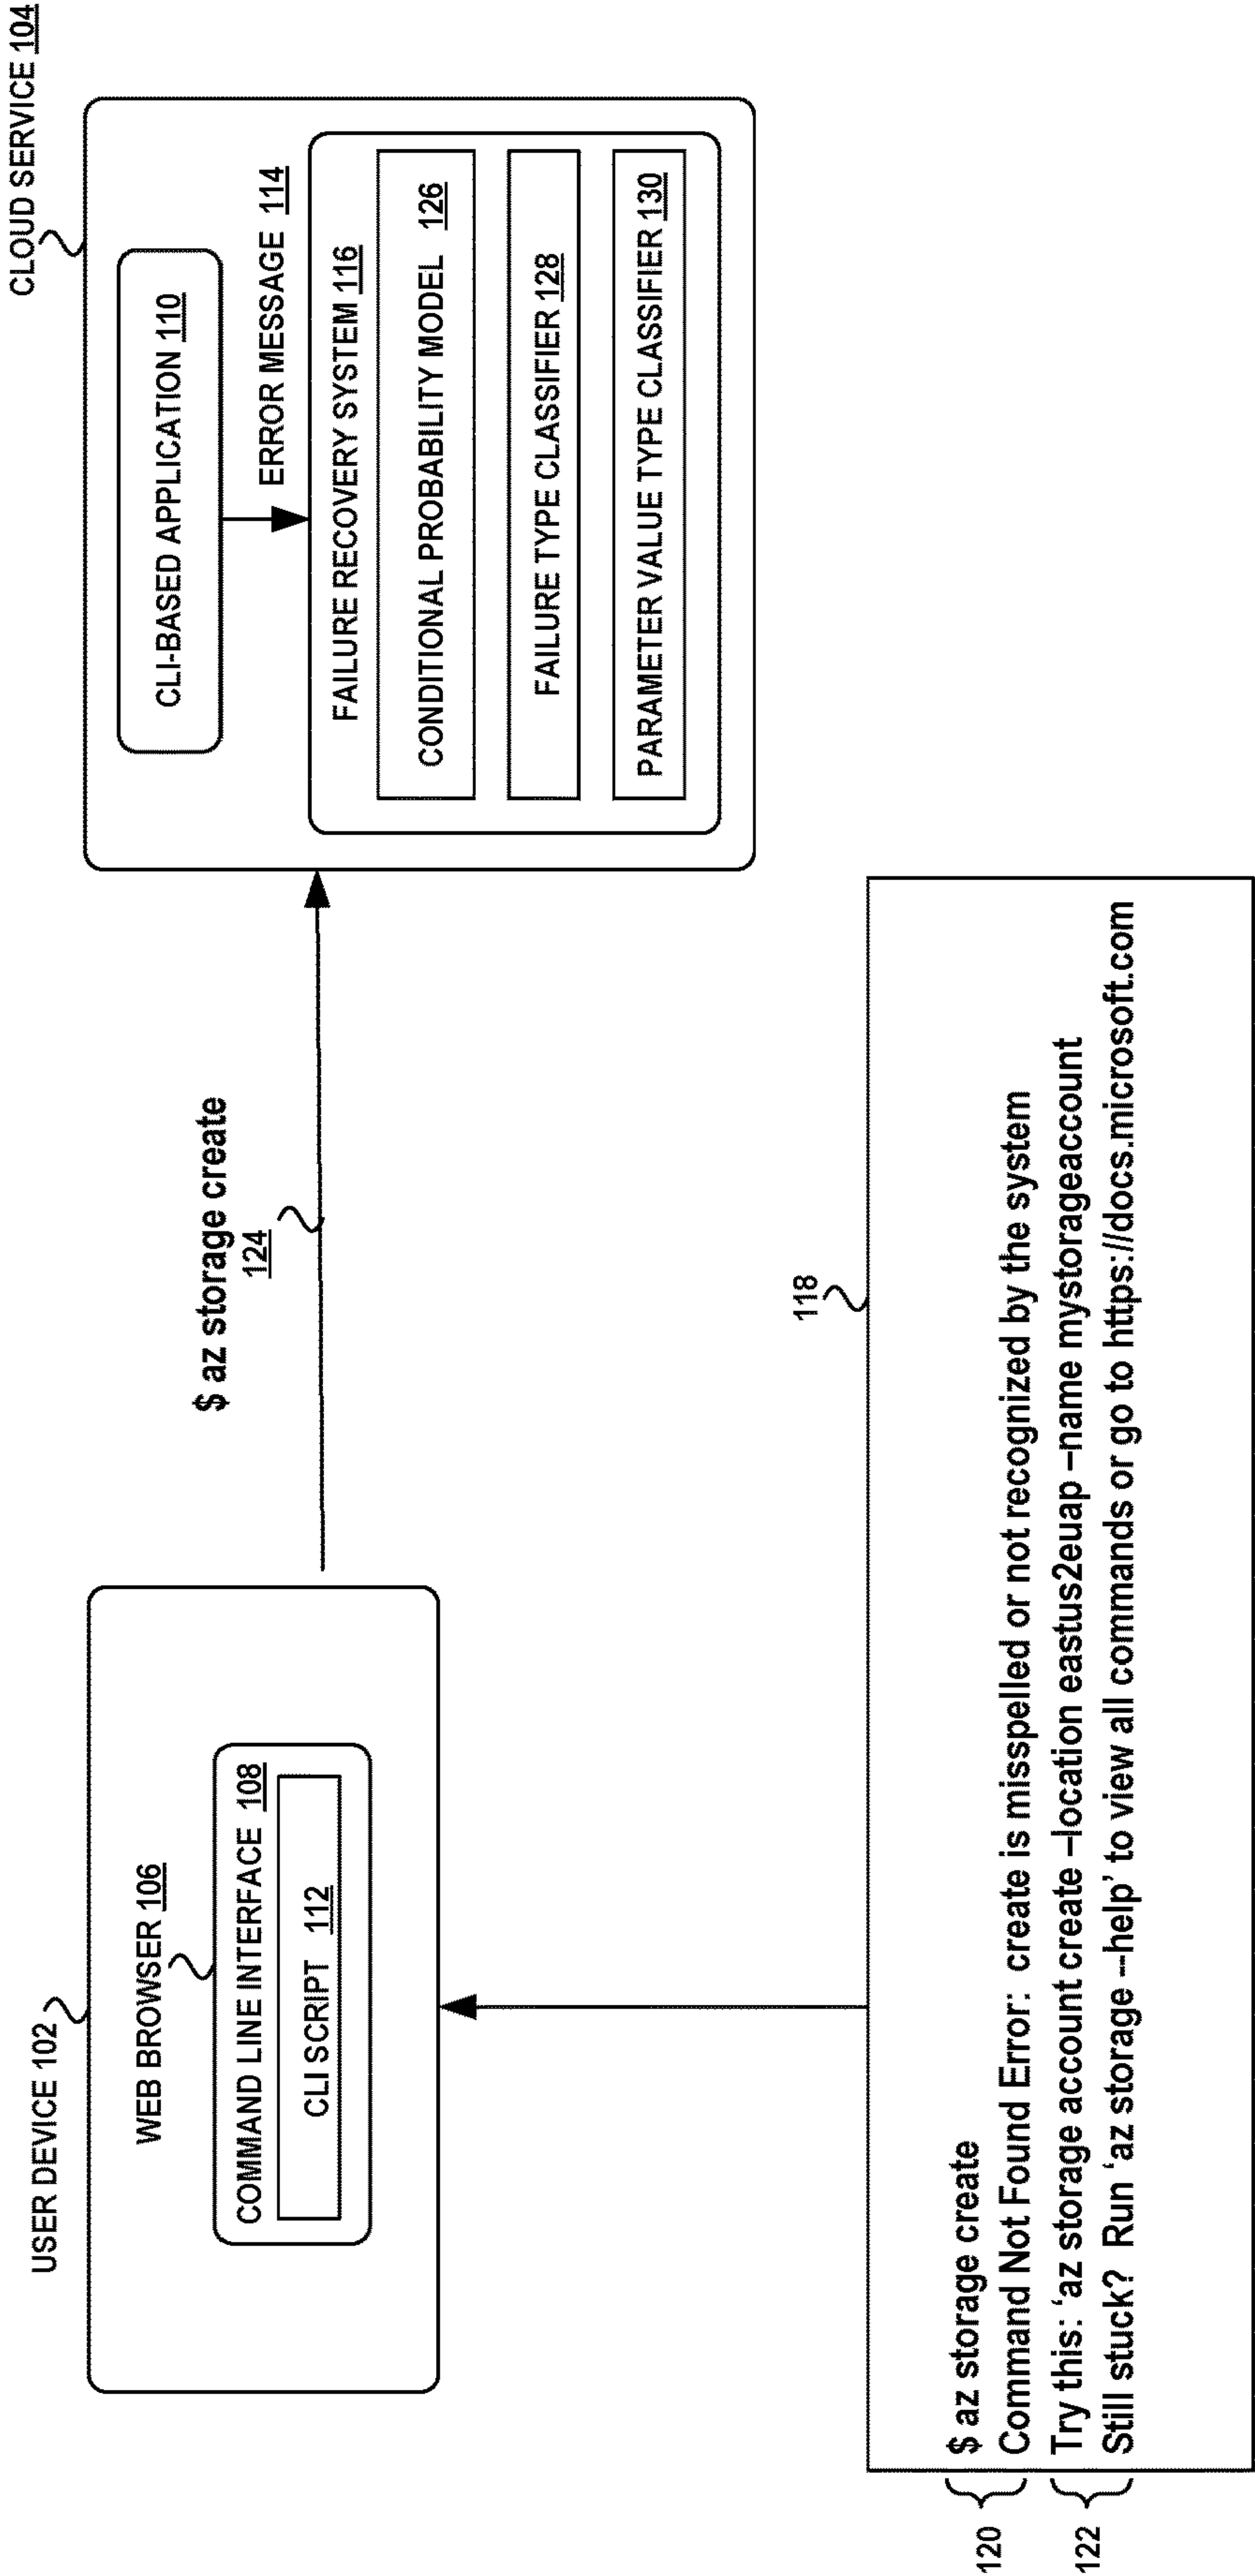 USER DEVICE 102
WEB BROWSER 106
COMMAND LINE INTERFACE 108
CLI SCRIPT 112
$ az storage create
124
CLOUD SERVICE 104
CLI-BASED APPLICATION 110
ERROR MESSAGE 114
FAILURE RECOVERY SYSTEM 116
CONDITIONAL PROBABILITY MODEL 126
FAILURE TYPE CLASSIFIER 128
PARAMETER VALUE TYPE CLASSIFIER 130
118
120
$ az storage create
Command Not Found Error: create is misspelled or not recognized by the system
122
Try this: ‘az storage account create –location eastus2euap –name mystorageaccount
Still stuck? Run ‘az storage –-help’ to view all commands or go to https://docs.microsoft.com